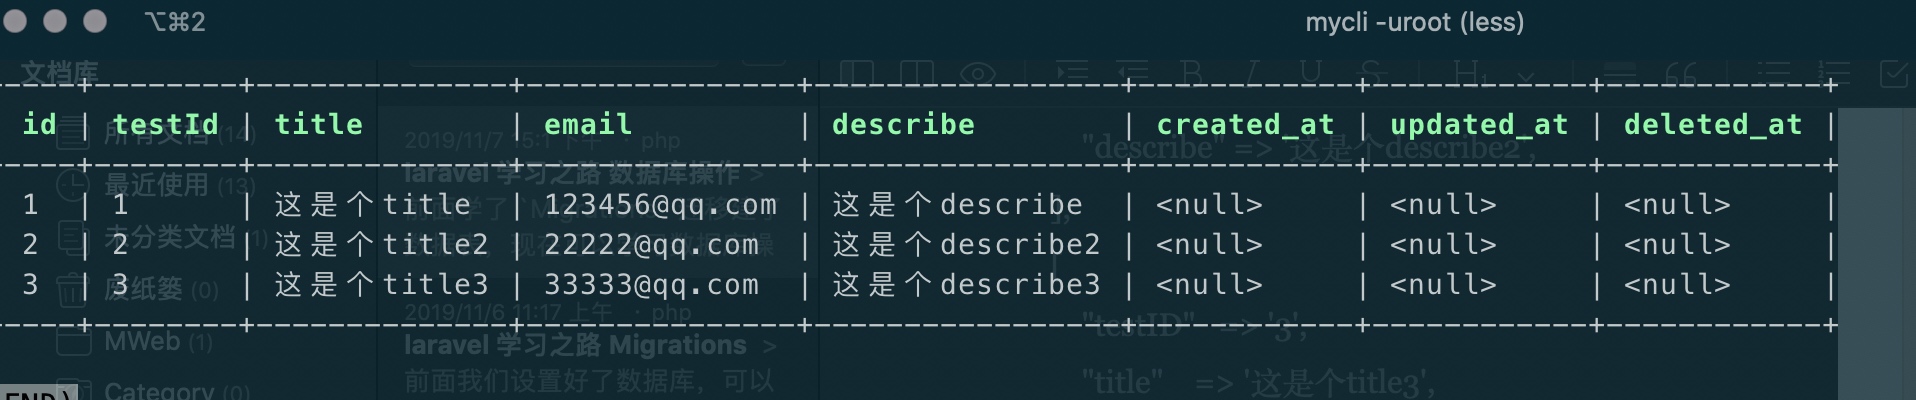 ⌥⌘2 mycli -uroot (less)
文档库
id | testId | title | email | describe | created_at | updated_at | deleted_at |
1 | 1 | 这是个title | 123456@qq.com | 这是个describe | <null> | <null> | <null> |
2 | 2 | 这是个title2 | 22222@qq.com | 这是个describe2 | <null> | <null> | <null> |
3 | 3 | 这是个title3 | 33333@qq.com | 这是个describe3 | <null> | <null> | <null> |
所有文档 (14)
最近使用 (13)
未分类文档 (1)
废纸篓 (0)
MWeb (1)
Category (0)
2019/11/7 15:1 下午 · php
laravel 学习之路 数据库操作 >
2019/11/6 11:17 上午 · php
laravel 学习之路 Migrations >
前面我们设置好了数据库，可以
"describe" => '这是个describe2',
"testID" => '3',
"title" => '这是个title3',
END)